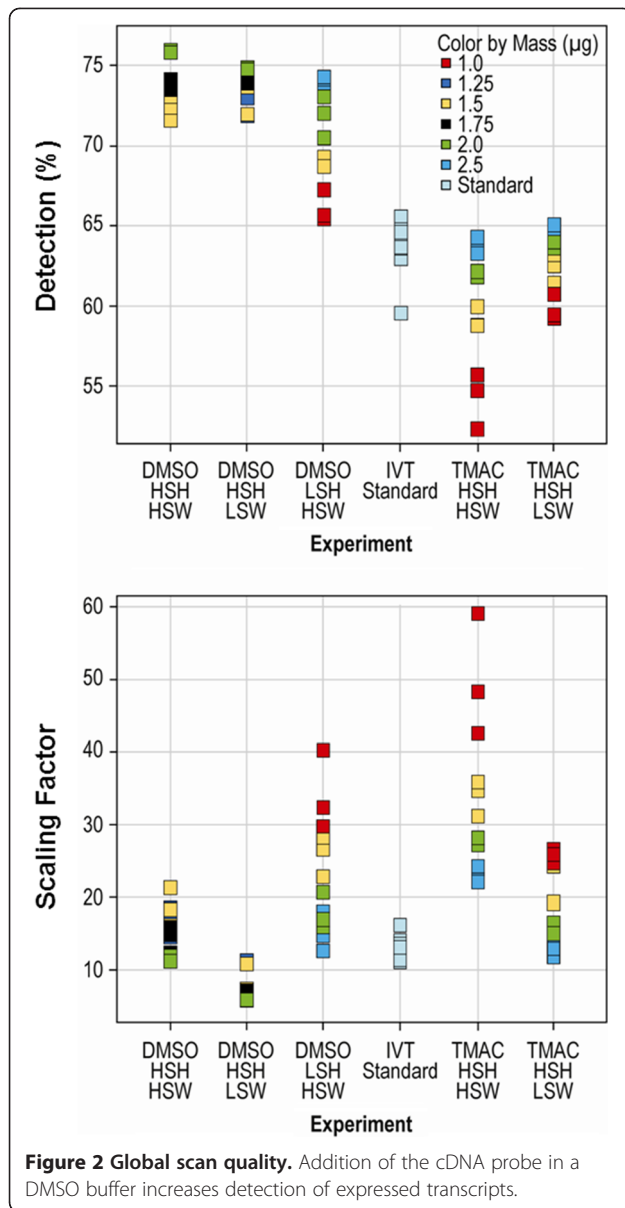 Color by Mass (µg)
1.0
1.25
1.5
1.75
2.0
2.5
Standard
Detection (%)
75
70
65
60
55
DMSO HSH HSW
DMSO HSH LSW
DMSO LSH HSW
IVT Standard
TMAC HSH HSW
TMAC HSH LSW
Experiment
Scaling Factor
60
50
40
30
20
10
DMSO HSH HSW
DMSO HSH LSW
DMSO LSH HSW
IVT Standard
TMAC HSH HSW
TMAC HSH LSW
Experiment
Figure 2 Global scan quality. Addition of the cDNA probe in a
DMSO buffer increases detection of expressed transcripts.